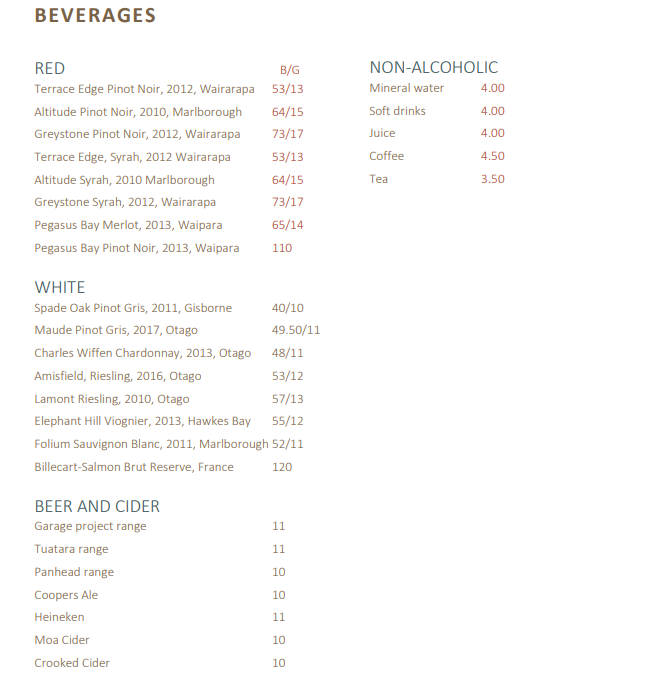 BEVERAGES
RED B/G
Terrace Edge Pinot Noir, 2012, Wairarapa 53/13
Altitude Pinot Noir, 2010, Marlborough 64/15
Greystone Pinot Noir, 2012, Wairarapa 73/17
Terrace Edge, Syrah, 2012 Wairarapa 53/13
Altitude Syrah, 2010 Marlborough 64/15
Greystone Syrah, 2012, Wairarapa 73/17
Pegasus Bay Merlot, 2013, Waipara 65/14
Pegasus Bay Pinot Noir, 2013, Waipara 110
WHITE
Spade Oak Pinot Gris, 2011, Gisborne 40/10
Maude Pinot Gris, 2017, Otago 49.50/11
Charles Wiffen Chardonnay, 2013, Otago 48/11
Amisfield, Riesling, 2016, Otago 53/12
Lamont Riesling, 2010, Otago 57/13
Elephant Hill Viognier, 2013, Hawkes Bay 55/12
Folium Sauvignon Blanc, 2011, Marlborough 52/11
Billecart-Salmon Brut Reserve, France 120
BEER AND CIDER
Garage project range 11
Tuatara range 11
Panhead range 10
Coopers Ale 10
Heineken 11
Moa Cider 10
Crooked Cider 10
NON-ALCOHOLIC
Mineral water 4.00
Soft drinks 4.00
Juice 4.00
Coffee 4.50
Tea 3.50